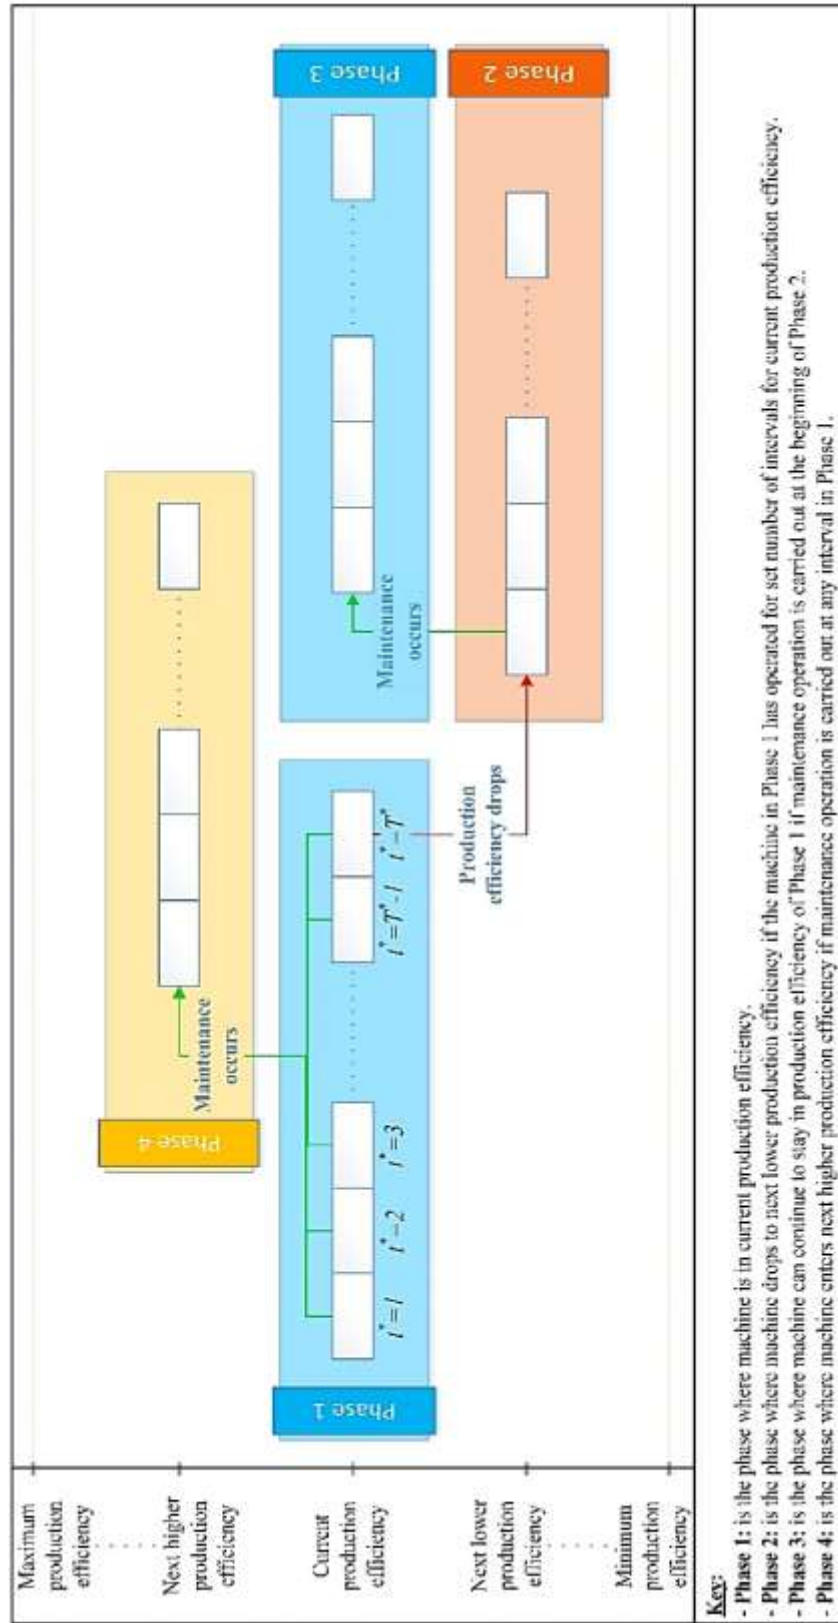 Maximum
production
efficiency
Next higher
production
efficiency
Current
production
efficiency
Next lower
production
efficiency
Minimum
production
efficiency
Phase 4
Maintenance
occurs
Phase 1
i*=1
i*=2
i*=3
i*=T*-1
i*=T*
Production
efficiency drops
Maintenance
occurs
Phase 3
Phase 2
Key:
- Phase 1: is the phase where machine is in current production efficiency.
- Phase 2: is the phase where machine drops to next lower production efficiency if the machine in Phase 1 has operated for set number of intervals for current production efficiency.
- Phase 3: is the phase where machine can continue to stay in production efficiency of Phase 1 if maintenance operation is carried out at the beginning of Phase 2.
- Phase 4: is the phase where machine enters next higher production efficiency if maintenance operation is carried out at any interval in Phase 1.